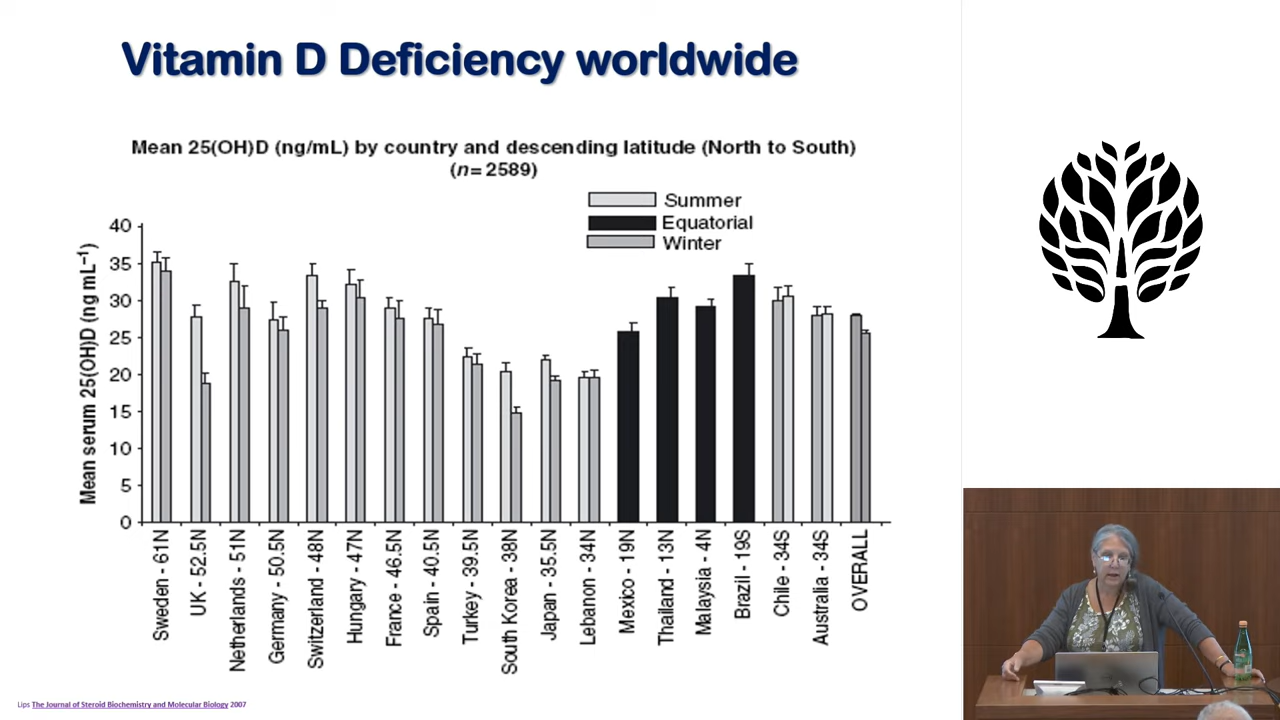 Vitamin D Deficiency worldwide
Mean 25(OH)D (ng/mL) by country and descending latitude (North to South)
(n= 2589)
Summer
Equatorial
Winter
Mean serum 25(OH)D (ng mL⁻¹)
40
35
30
25
20
15
10
5
0
Sweden - 61N
UK - 52.5N
Netherlands - 51N
Germany - 50.5N
Switzerland - 48N
Hungary - 47N
France - 46.5N
Spain - 40.5N
Turkey - 39.5N
South Korea - 38N
Japan - 35.5N
Lebanon - 34N
Mexico - 19N
Thailand - 13N
Malaysia - 4N
Brazil - 19S
Chile - 34S
Australia - 34S
OVERALL
Lips The Journal of Steroid Biochemistry and Molecular Biology 2007